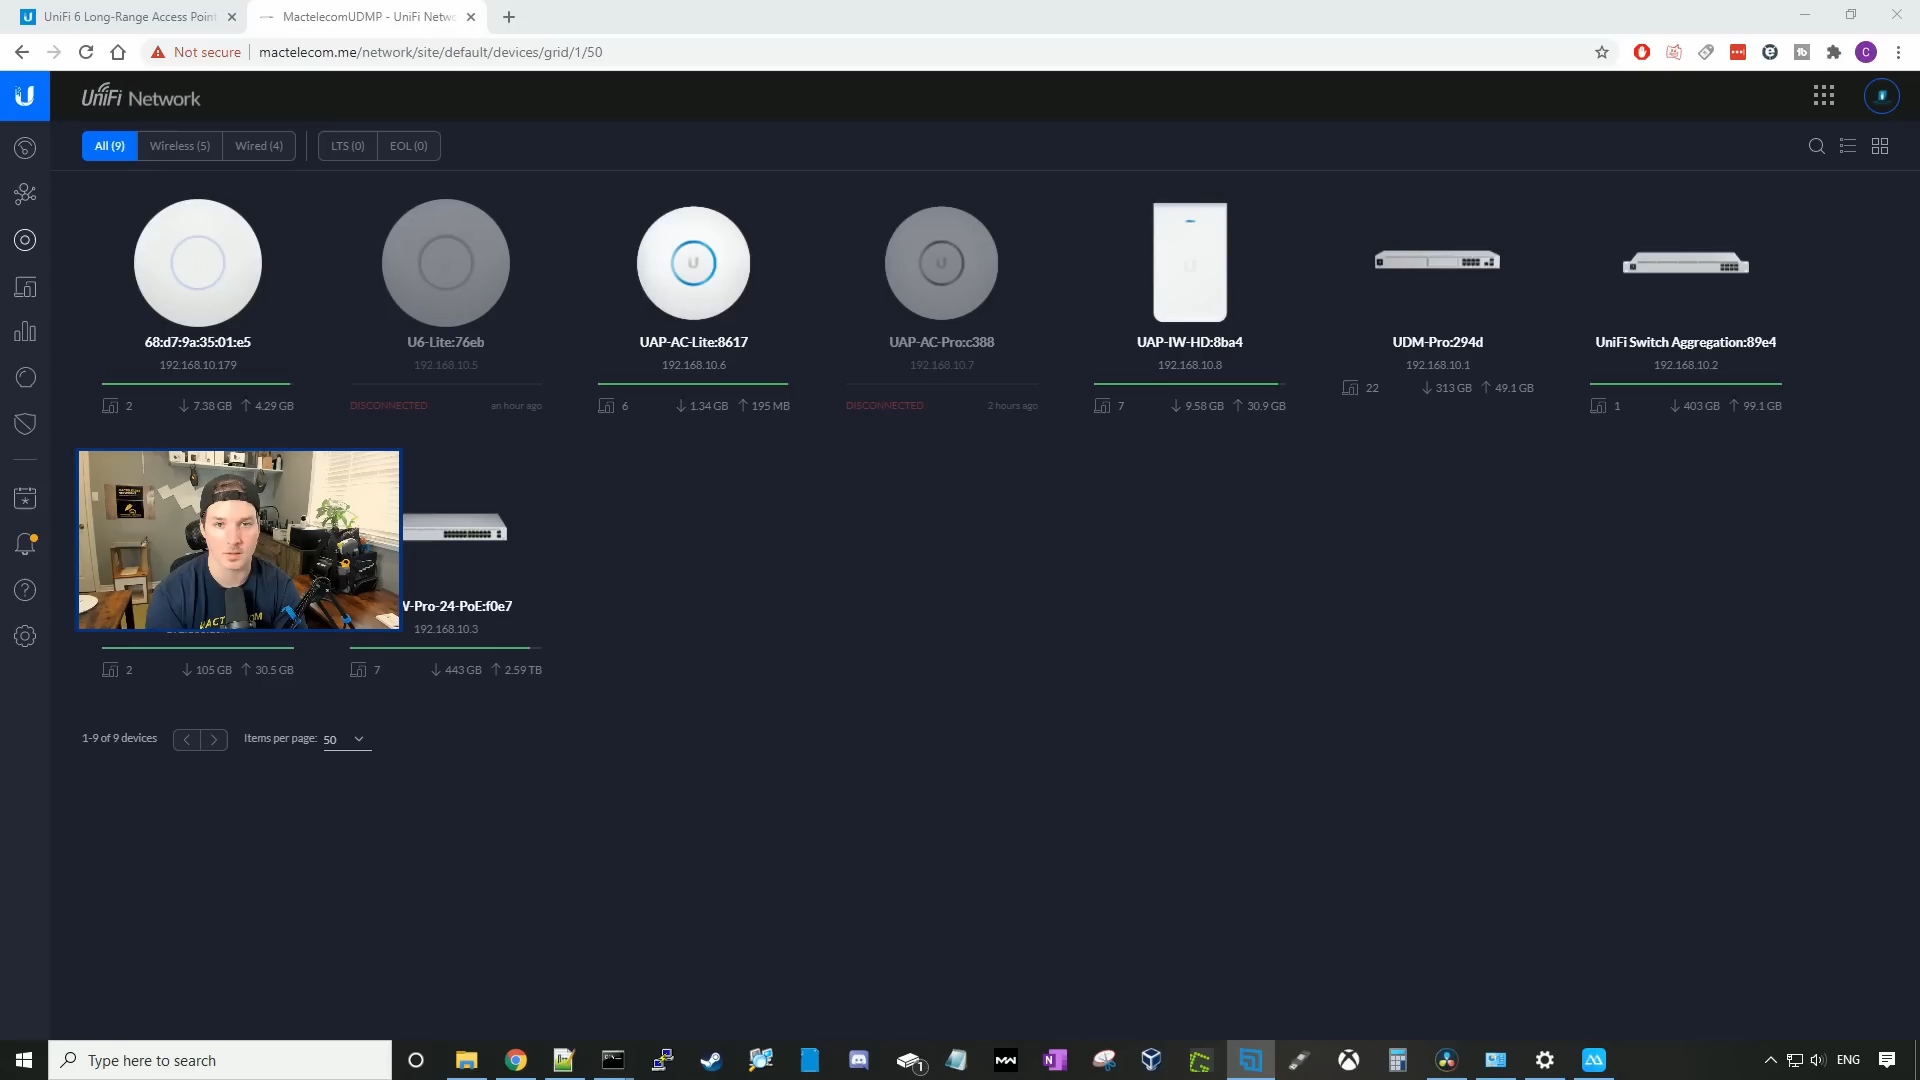 UniFi 6 Long-Range Access Point
MactelecomUDMP - UniFi Netwo
Not secure
mactelecom.me/network/site/default/devices/grid/1/50
C
UniFi Network
All (9)
Wireless (5)
Wired (4)
LTS (0)
EOL (0)
68:d7:9a:35:01:e5
U6-Lite:76eb
UAP-AC-Lite:8617
UAP-AC-Pro:c388
UAP-IW-HD:8ba4
UDM-Pro:294d
UniFi Switch Aggregation:89e4
192.168.10.179
192.168.10.5
192.168.10.6
192.168.10.7
192.168.10.8
192.168.10.1
192.168.10.2
2 7.38 GB 4.29 GB
DISCONNECTED an hour ago
6 1.34 GB 195 MB
DISCONNECTED 2 hours ago
7 9.58 GB 30.9 GB
22 313 GB 49.1 GB
1 403 GB 99.1 GB
V-Pro-24-PoE:f0e7
192.168.10.3
2 105 GB 30.5 GB
7 443 GB 2.59 TB
1-9 of 9 devices
Items per page: 50
Type here to search
ENG